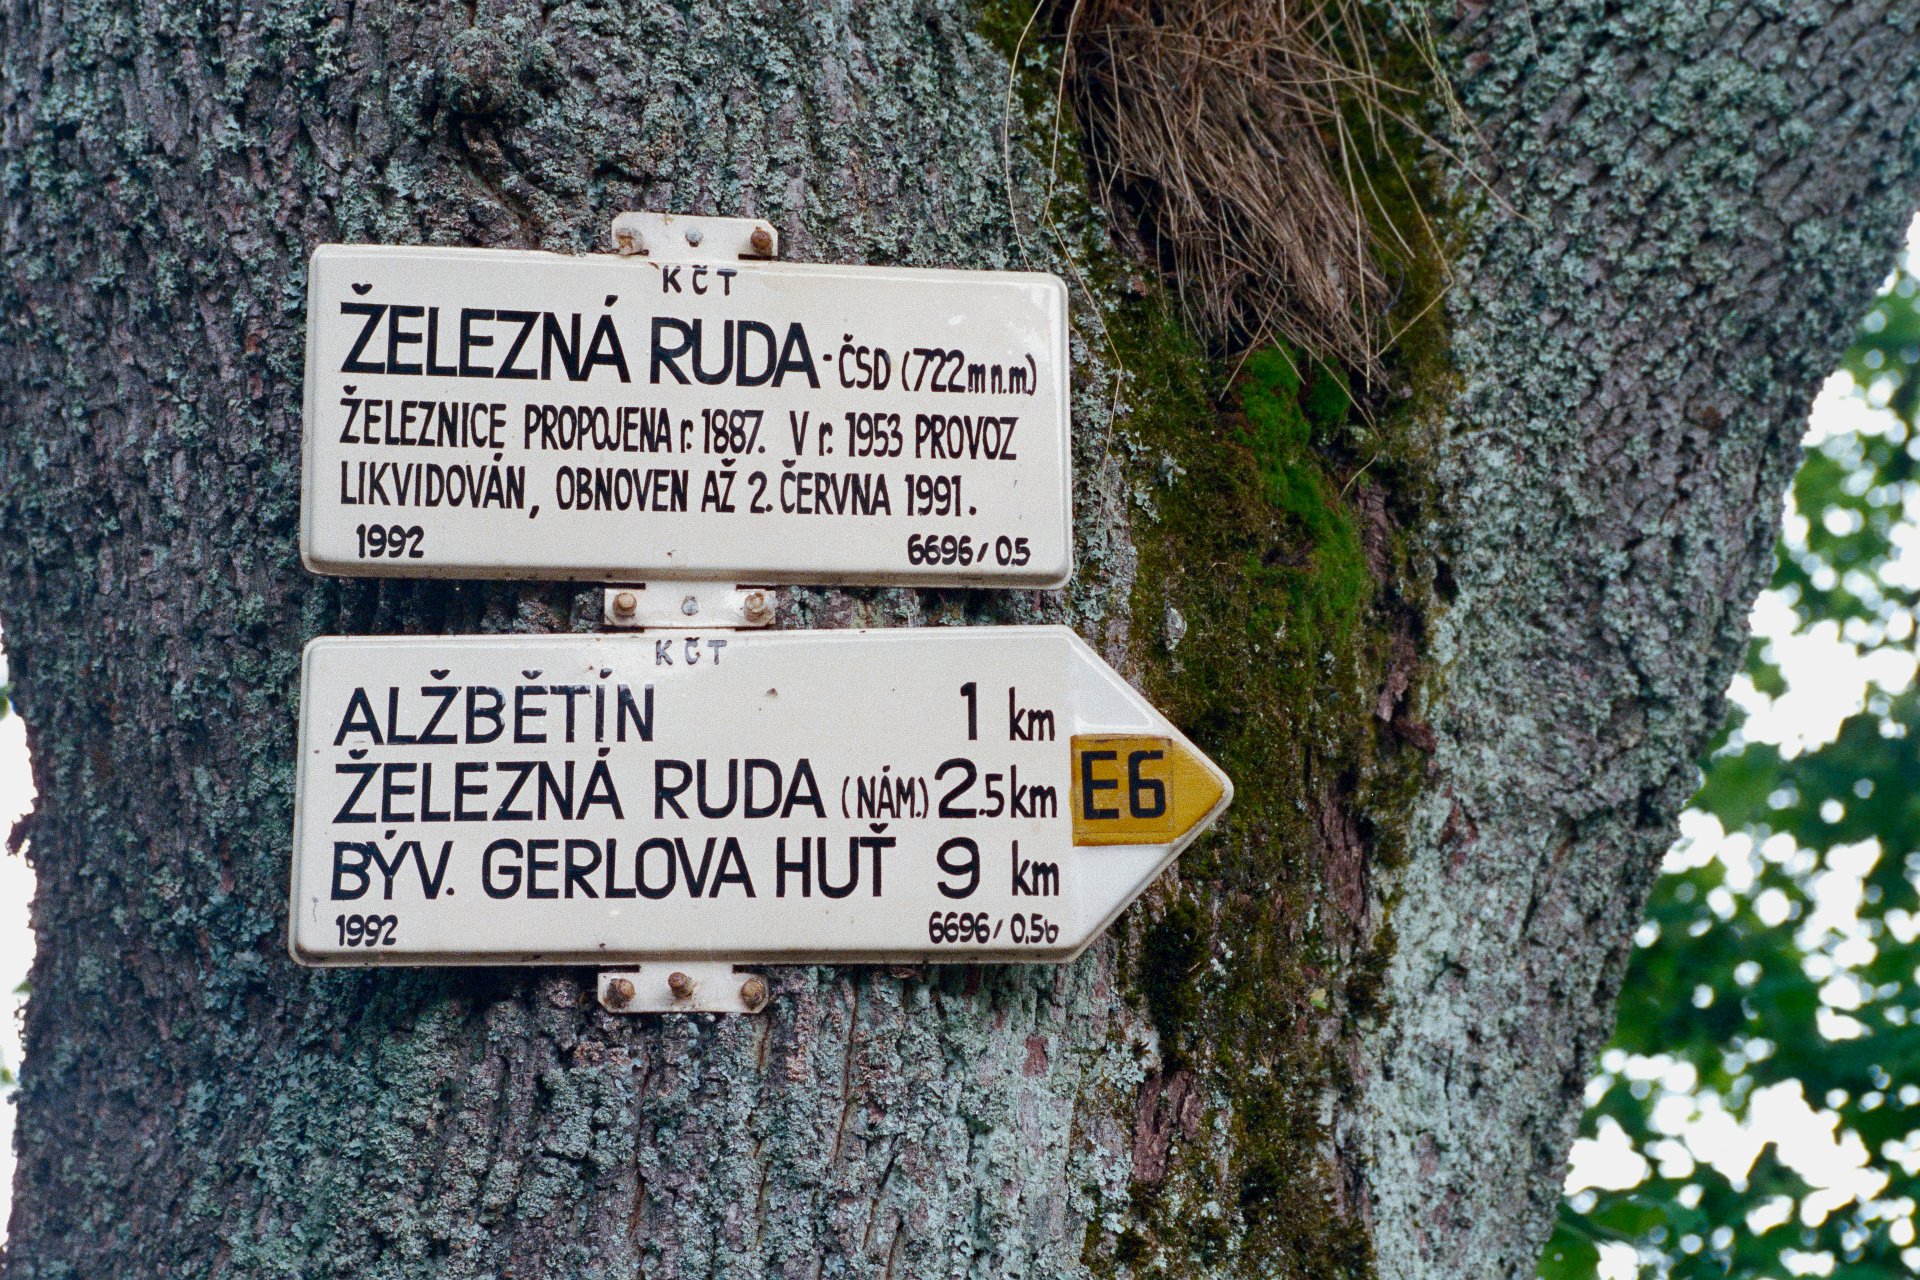 KČT
ŽELEZNÁ RUDA - ČSD (722 m n.m.)
ŽELEZNICE PROPOJENA r. 1887. V r. 1953 PROVOZ
LIKVIDOVÁN, OBNOVEN AŽ 2. ČERVNA 1991.
1992 6696/0.5
KČT
ALŽBĚTÍN 1 km
ŽELEZNÁ RUDA (NÁM.) 2.5 km
BÝV. GERLOVA HUŤ 9 km
E6
1992 6696/0.5b